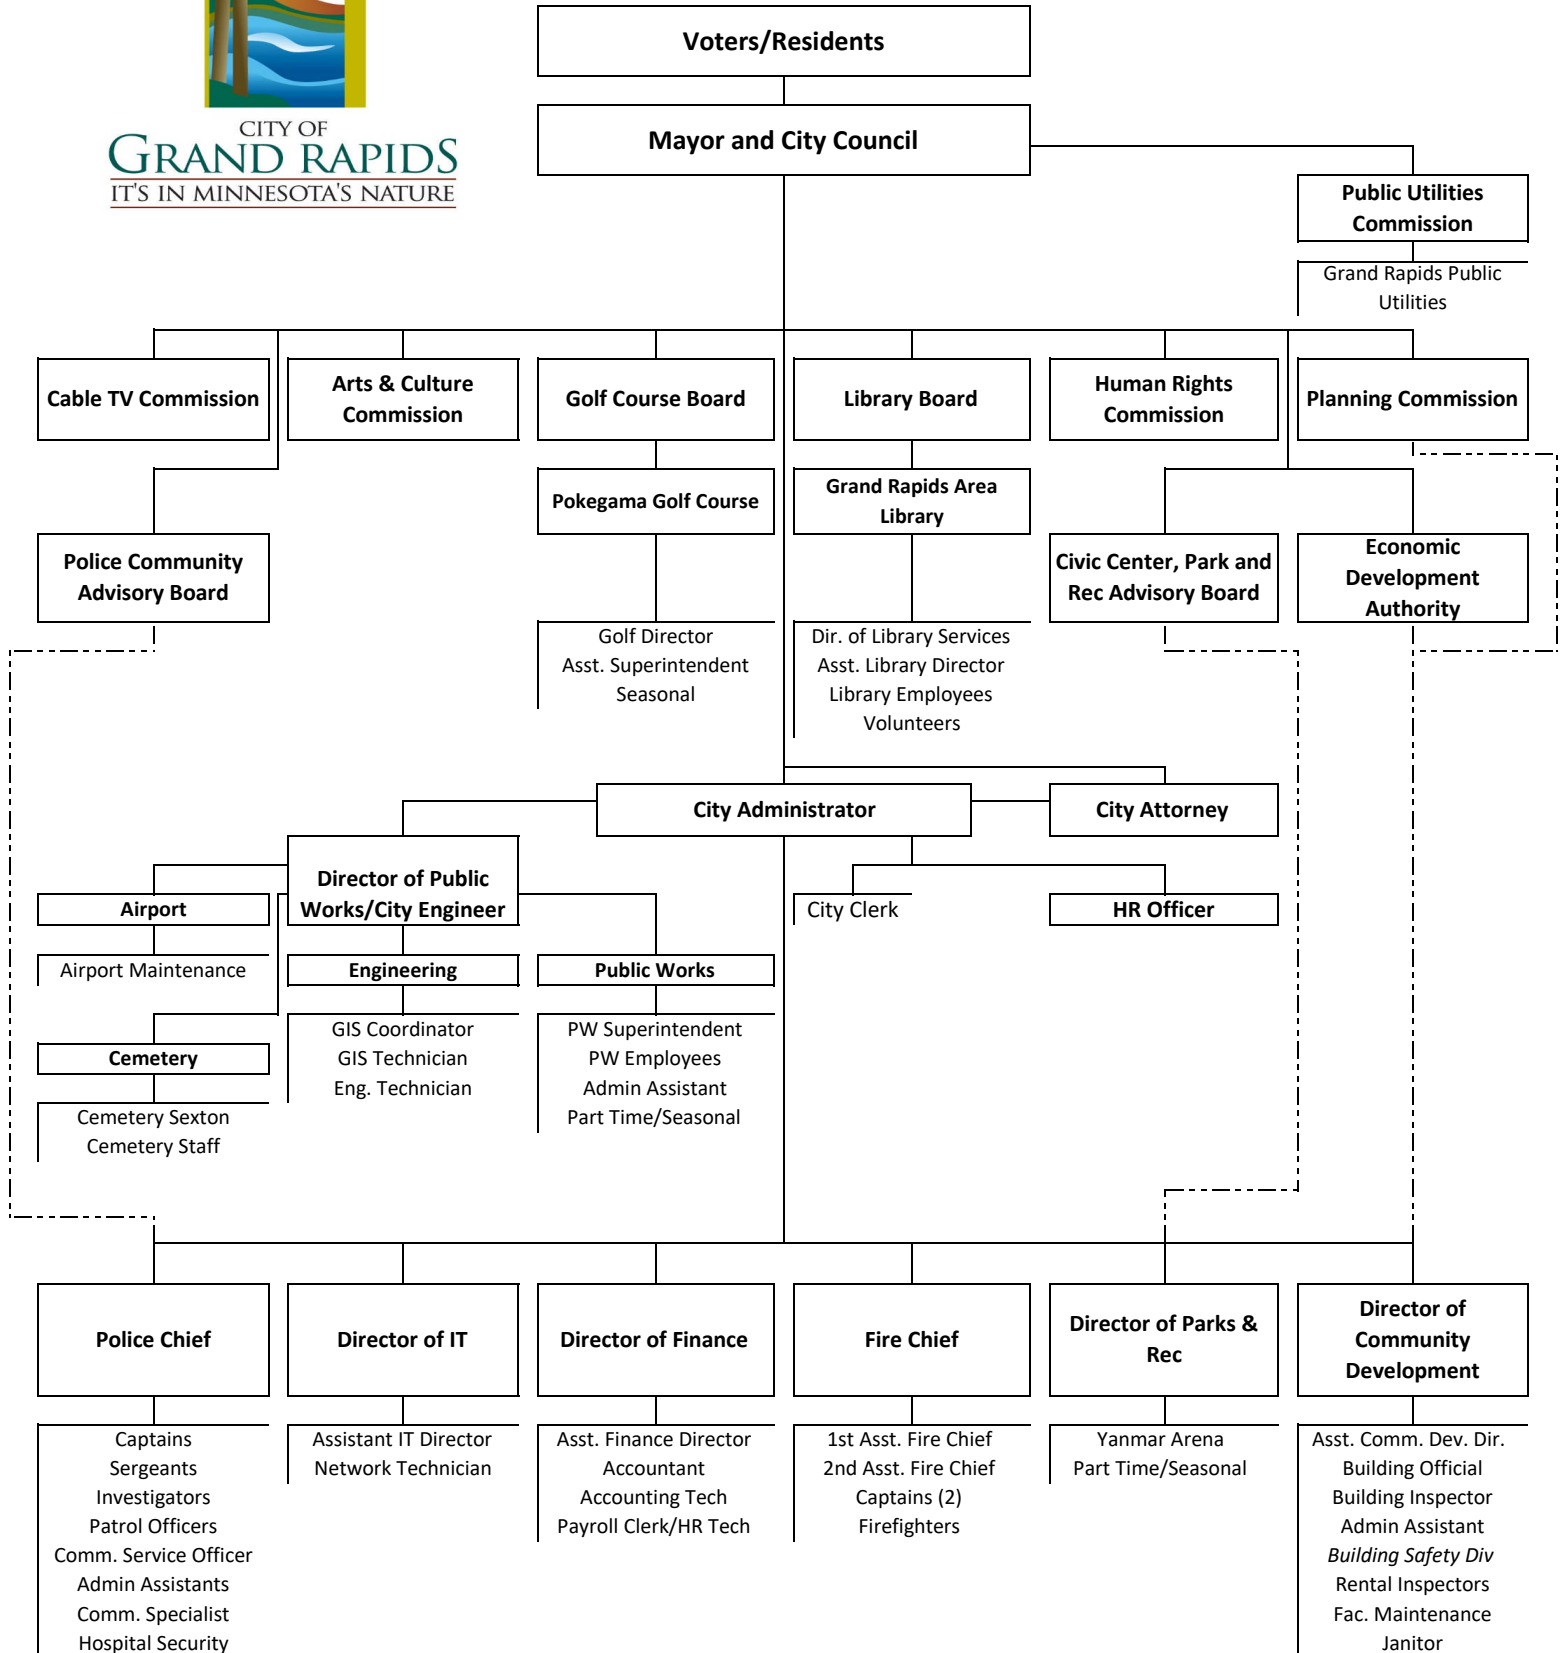 CITY OF
GRAND RAPIDS
IT'S IN MINNESOTA'S NATURE
Voters/Residents
Mayor and City Council
Public Utilities
Commission
Grand Rapids Public
Utilities
Cable TV Commission
Arts & Culture
Commission
Golf Course Board
Library Board
Human Rights
Commission
Planning Commission
Pokegama Golf Course
Grand Rapids Area
Library
Police Community
Advisory Board
Civic Center, Park and
Rec Advisory Board
Economic
Development
Authority
Golf Director
Asst. Superintendent
Seasonal
Dir. of Library Services
Asst. Library Director
Library Employees
Volunteers
City Administrator
City Attorney
Director of Public
Works/City Engineer
Airport
City Clerk
HR Officer
Airport Maintenance
Engineering
Public Works
GIS Coordinator
GIS Technician
Eng. Technician
PW Superintendent
PW Employees
Admin Assistant
Part Time/Seasonal
Cemetery
Cemetery Sexton
Cemetery Staff
Police Chief
Director of IT
Director of Finance
Fire Chief
Director of Parks &
Rec
Director of
Community
Development
Captains
Sergeants
Investigators
Patrol Officers
Comm. Service Officer
Admin Assistants
Comm. Specialist
Hospital Security
Assistant IT Director
Network Technician
Asst. Finance Director
Accountant
Accounting Tech
Payroll Clerk/HR Tech
1st Asst. Fire Chief
2nd Asst. Fire Chief
Captains (2)
Firefighters
Yanmar Arena
Part Time/Seasonal
Asst. Comm. Dev. Dir.
Building Official
Building Inspector
Admin Assistant
Building Safety Div
Rental Inspectors
Fac. Maintenance
Janitor